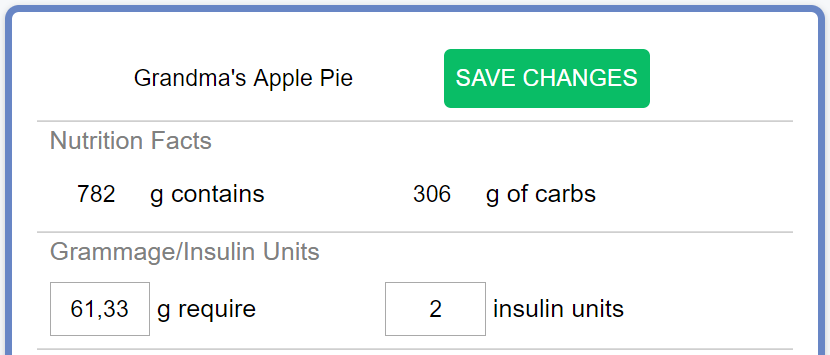 Grandma's Apple Pie SAVE CHANGES
Nutrition Facts
782 g contains 306 g of carbs
Grammage/Insulin Units
61,33 g require 2 insulin units